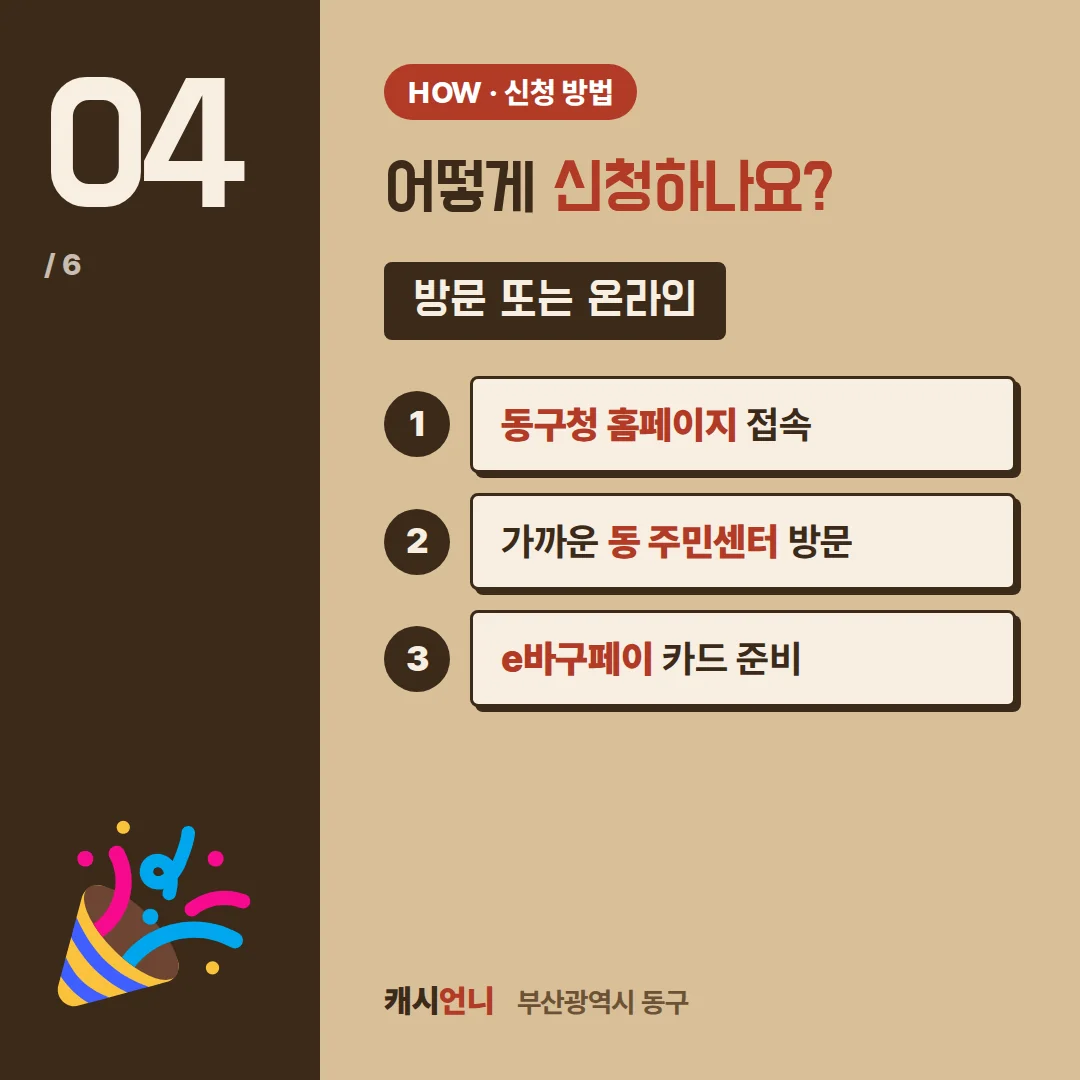 04
/ 6
HOW · 신청 방법
어떻게 신청하나요?
방문 또는 온라인
1 동구청 홈페이지 접속
2 가까운 동 주민센터 방문
3 e바구페이 카드 준비
캐시언니 부산광역시 동구